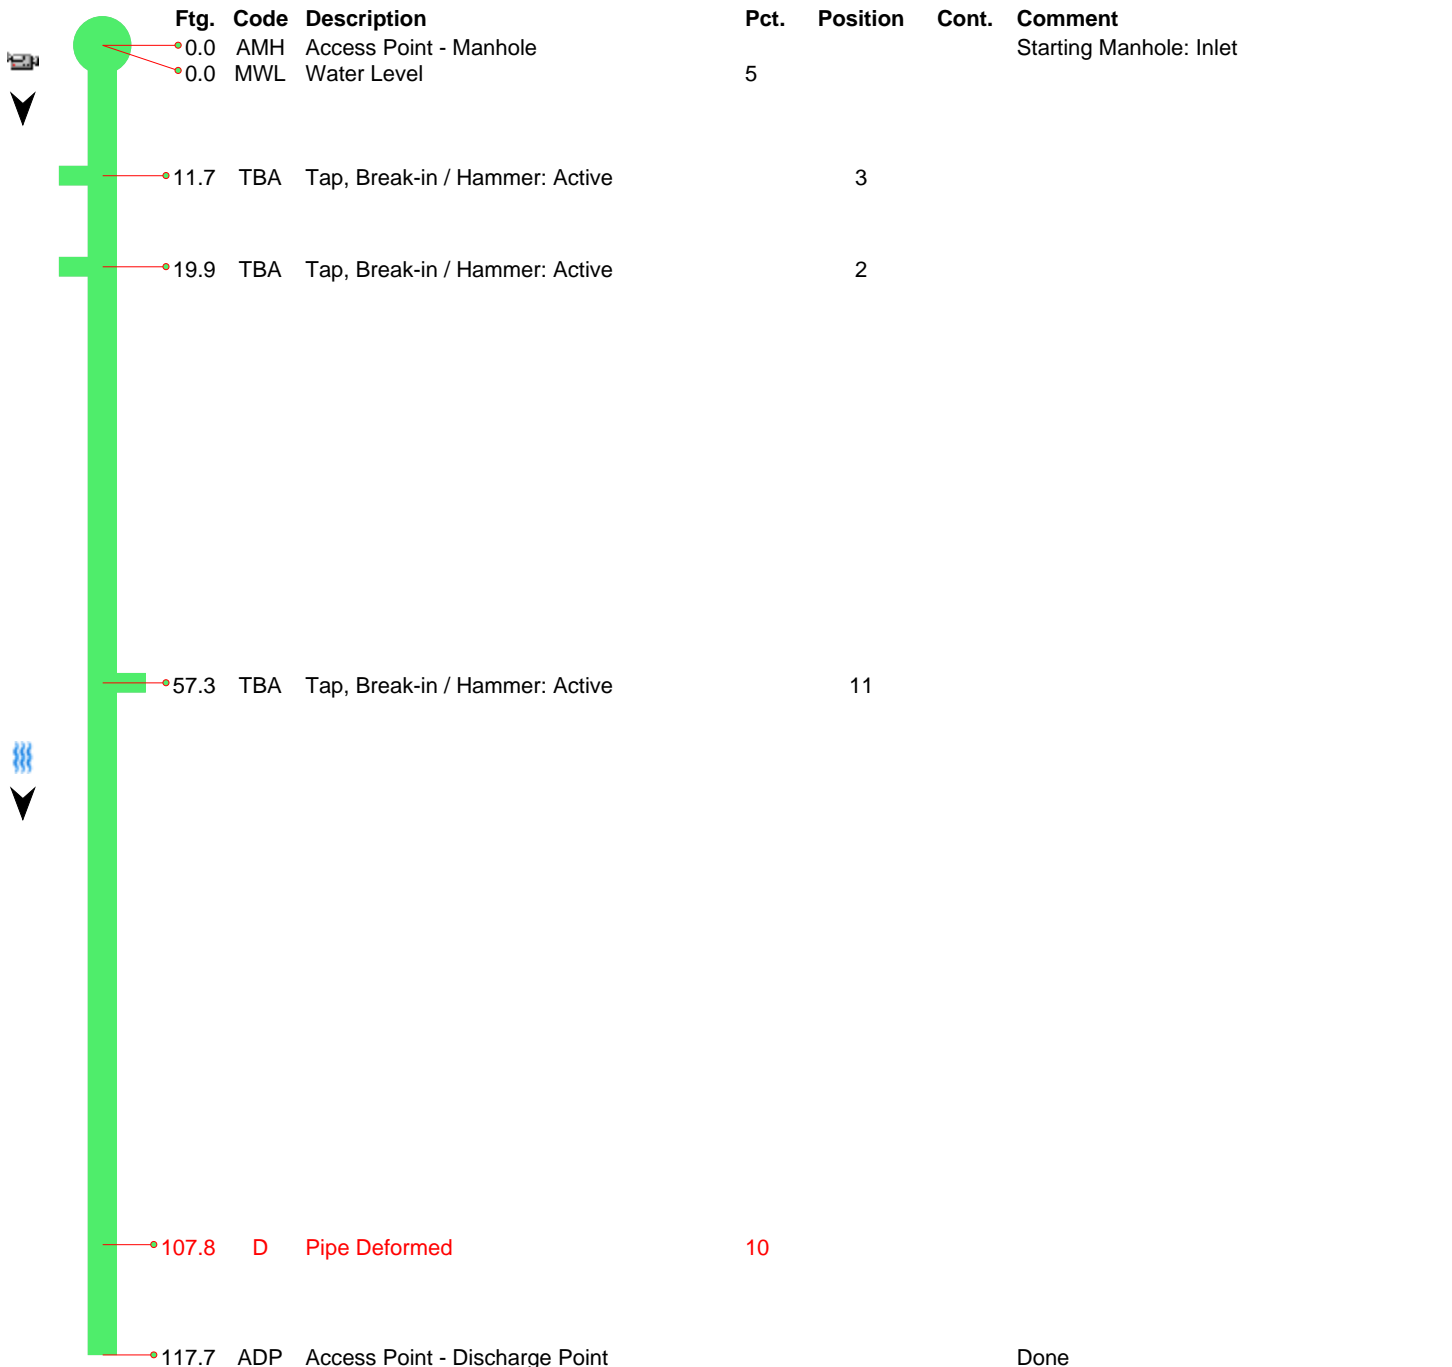 Ftg. Code Description Pct. Position Cont. Comment
0.0 AMH Access Point - Manhole Starting Manhole: Inlet
0.0 MWL Water Level 5
11.7 TBA Tap, Break-in / Hammer: Active 3
19.9 TBA Tap, Break-in / Hammer: Active 2
57.3 TBA Tap, Break-in / Hammer: Active 11
107.8 D Pipe Deformed 10
117.7 ADP Access Point - Discharge Point Done